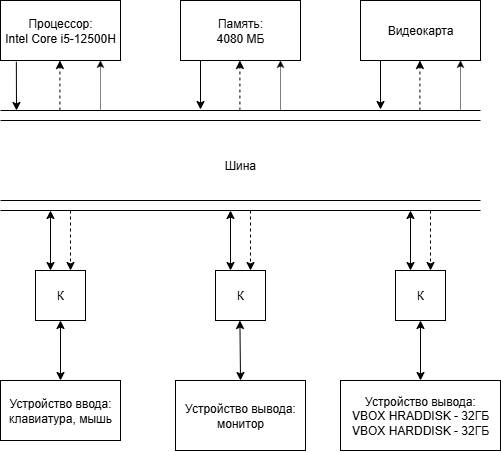 Процессор:
Intel Core i5-12500H
Память:
4080 МБ
Видеокарта
Шина
К
К
К
Устройство ввода:
клавиатура, мышь
Устройство вывода:
монитор
Устройство вывода:
VBOX HRADDISK - 32ГБ
VBOX HARDDISK - 32ГБ